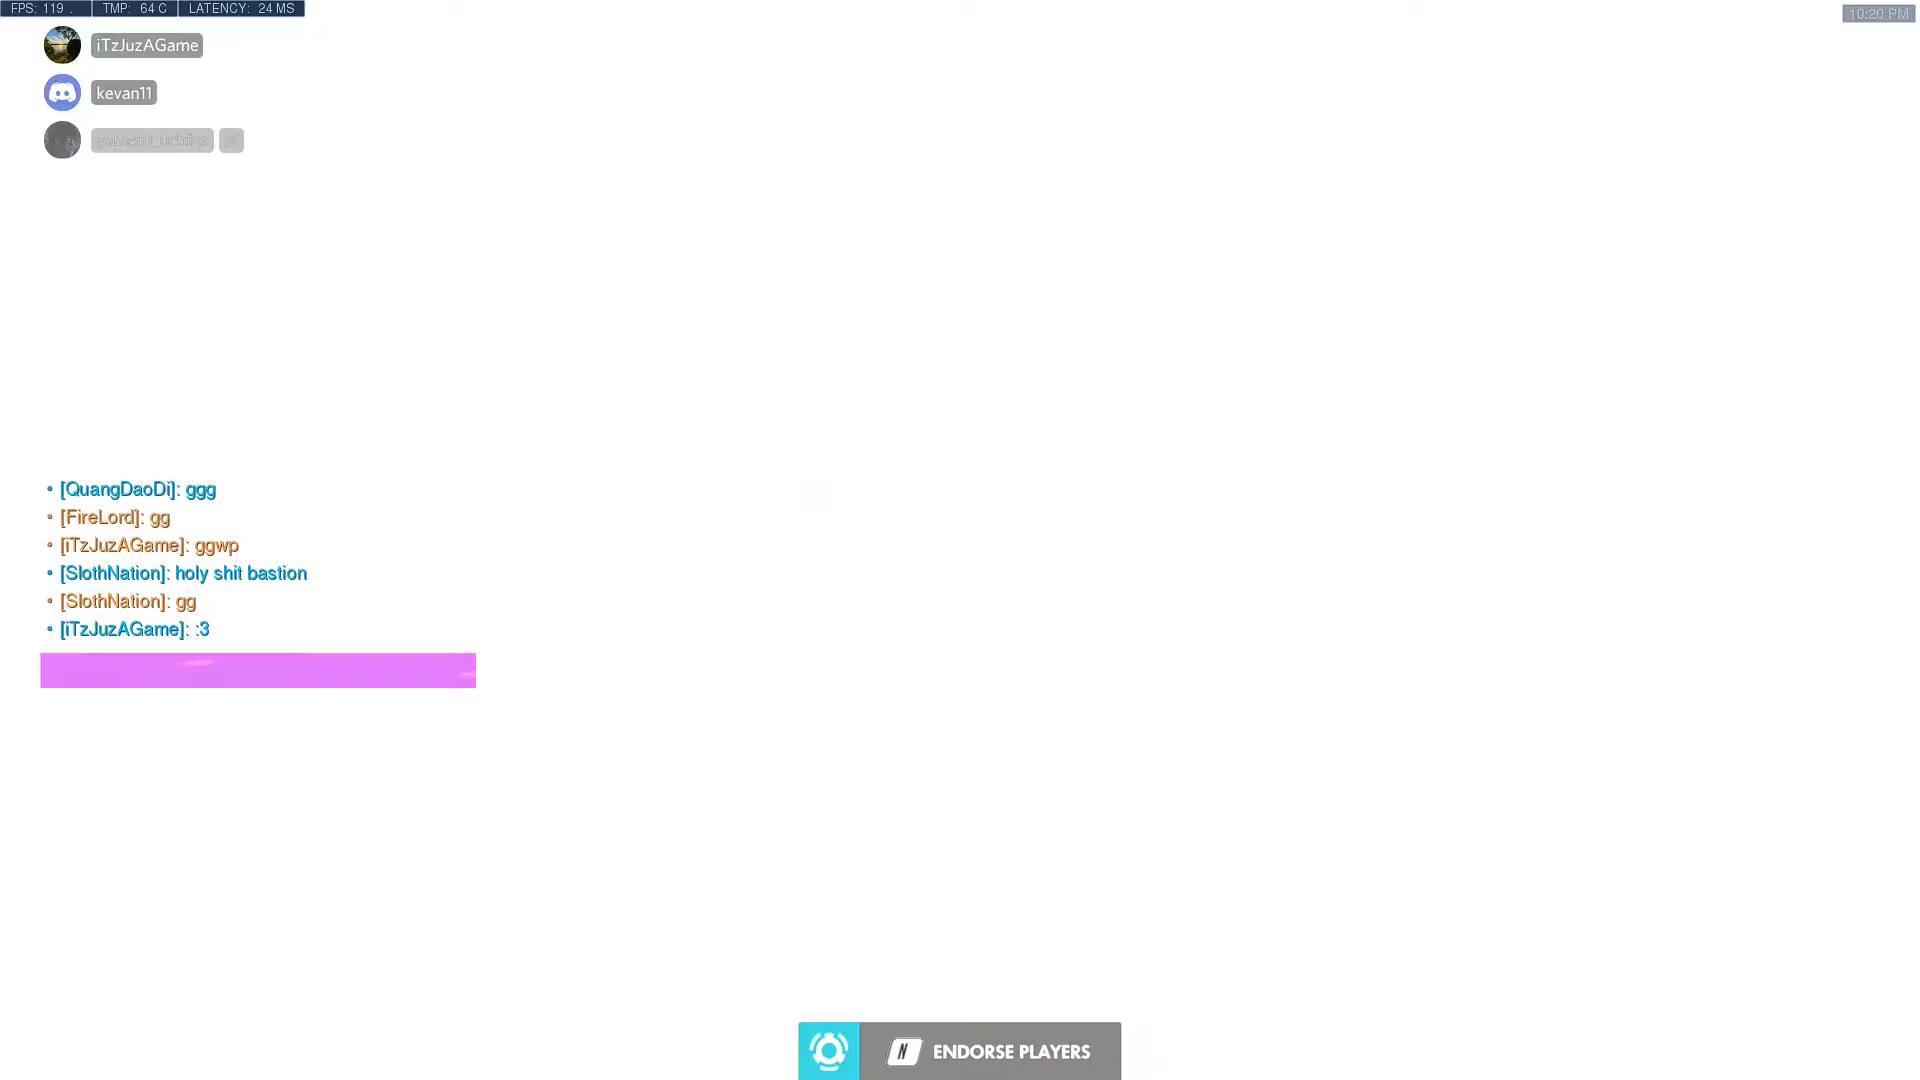 FPS: 119 . TMP: 64 C LATENCY: 24 MS
10:20 PM
iTzJuzAGame
kevan11
• [QuangDaoDi]: ggg
• [FireLord]: gg
• [iTzJuzAGame]: ggwp
• [SlothNation]: holy shit bastion
• [SlothNation]: gg
• [iTzJuzAGame]: :3
N ENDORSE PLAYERS